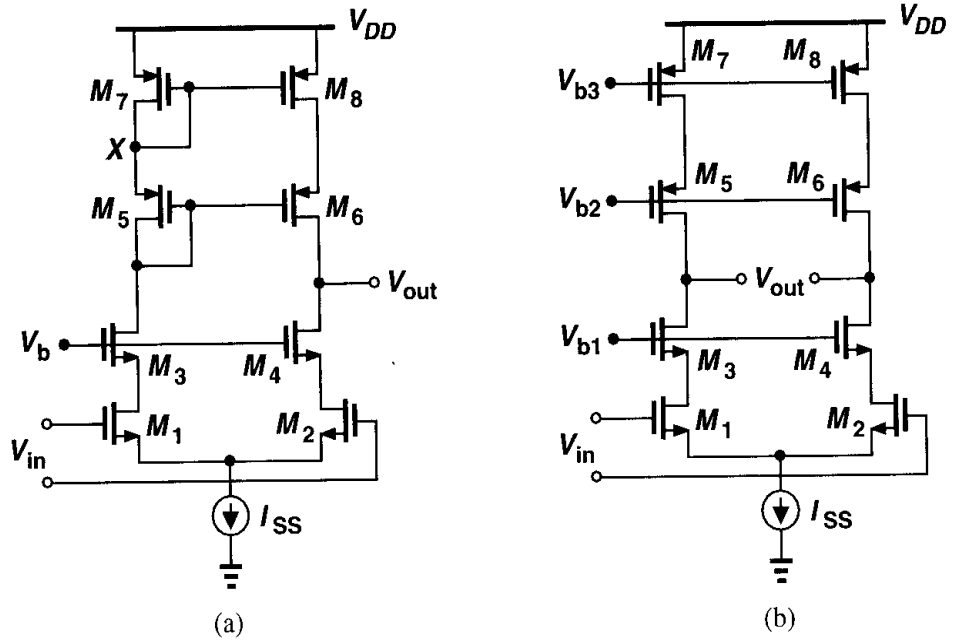 V_DD
M_7
M_8
X
M_5
M_6
V_out
V_b
M_3
M_4
M_1
M_2
V_in
I_SS
(a)
V_DD
M_7
M_8
V_b3
M_5
M_6
V_b2
V_out
V_b1
M_3
M_4
M_1
M_2
V_in
I_SS
(b)